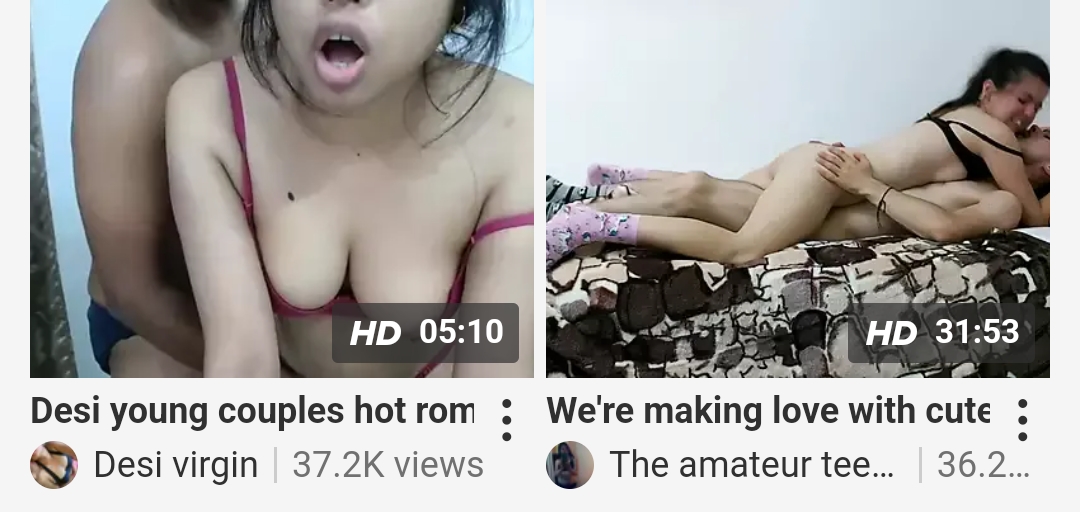 HD 05:10
HD 31:53
Desi young couples hot rom
We're making love with cute
Desi virgin | 37.2K views
The amateur tee... | 36.2...